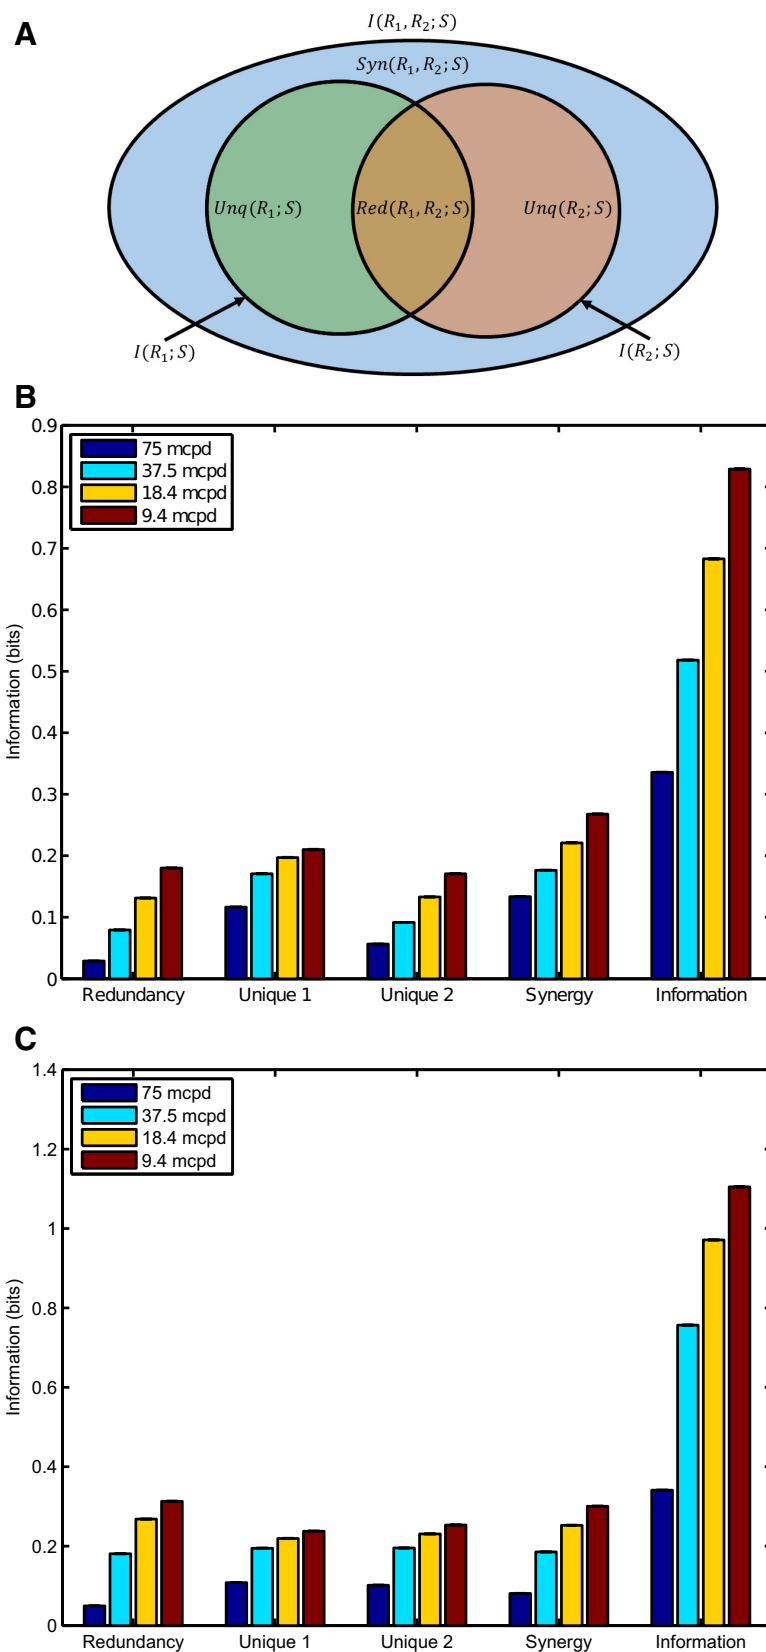 A
I(R₁, R₂; S)
Syn(R₁, R₂; S)
Unq(R₁; S)
Red(R₁, R₂; S)
Unq(R₂; S)
I(R₁; S)
I(R₂; S)
B
0.9
0.8
0.7
0.6
0.5
0.4
0.3
0.2
0.1
0
Information (bits)
75 mcpd
37.5 mcpd
18.4 mcpd
9.4 mcpd
Redundancy Unique 1 Unique 2 Synergy Information
C
1.4
1.2
1
0.8
0.6
0.4
0.2
0
Information (bits)
75 mcpd
37.5 mcpd
18.4 mcpd
9.4 mcpd
Redundancy Unique 1 Unique 2 Synergy Information